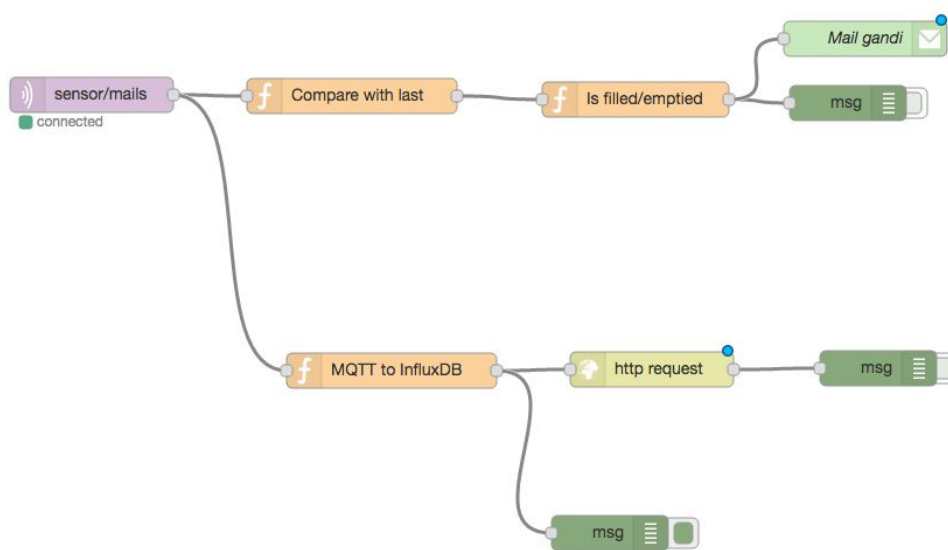 Mail gandi
sensor/mails
Compare with last
Is filled/emptied
msg
connected
MQTT to InfluxDB
http request
msg
msg